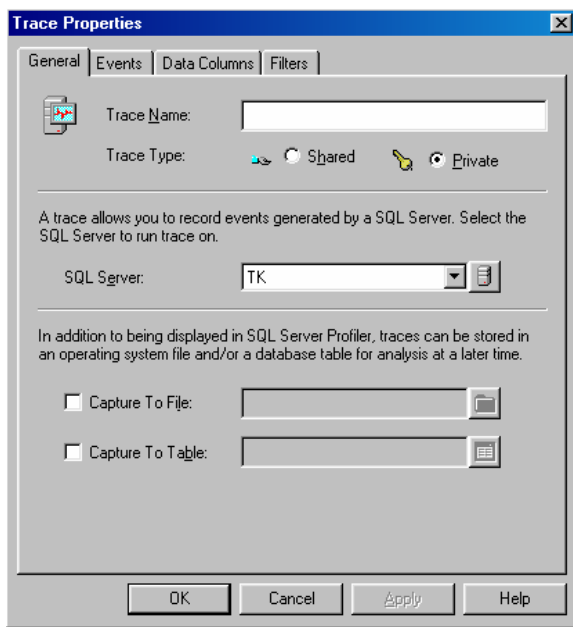 Trace Properties
General Events Data Columns Filters
Trace Name:
Trace Type: Shared Private
A trace allows you to record events generated by a SQL Server. Select the
SQL Server to run trace on.
SQL Server: TK
In addition to being displayed in SQL Server Profiler, traces can be stored in
an operating system file and/or a database table for analysis at a later time.
Capture To File:
Capture To Table:
OK Cancel Apply Help